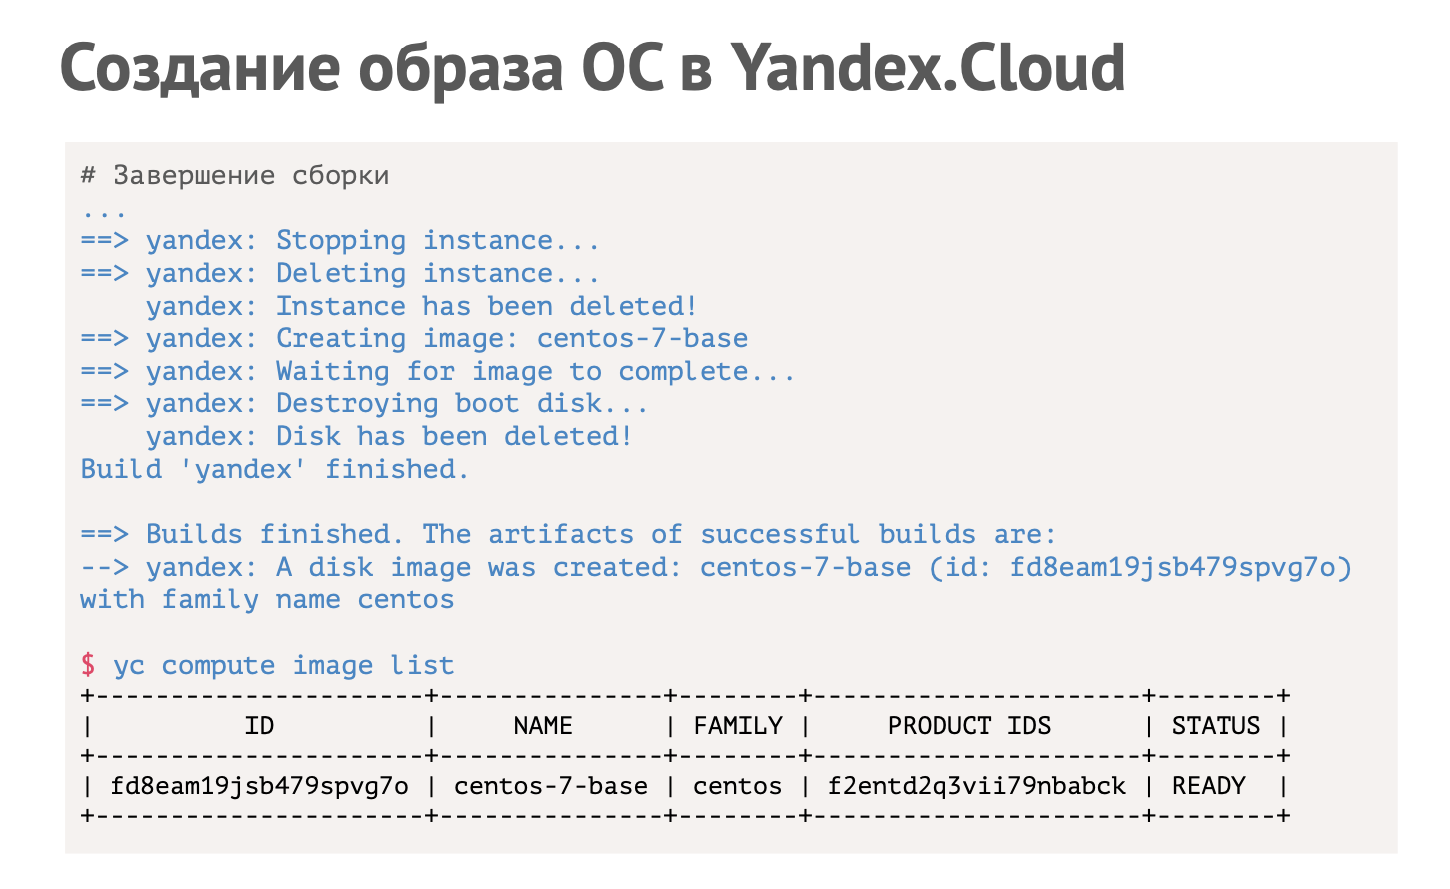 Создание образа ОС в Yandex.Cloud
# Завершение сборки
...
==> yandex: Stopping instance...
==> yandex: Deleting instance...
    yandex: Instance has been deleted!
==> yandex: Creating image: centos-7-base
==> yandex: Waiting for image to complete...
==> yandex: Destroying boot disk...
    yandex: Disk has been deleted!
Build 'yandex' finished.
==> Builds finished. The artifacts of successful builds are:
--> yandex: A disk image was created: centos-7-base (id: fd8eam19jsb479spvg7o)
with family name centos
$ yc compute image list
+----------------------+---------------+--------+----------------------+--------+
|          ID          |     NAME      | FAMILY |     PRODUCT IDS      | STATUS |
+----------------------+---------------+--------+----------------------+--------+
| fd8eam19jsb479spvg7o | centos-7-base | centos | f2entd2q3vii79nbabck | READY  |
+----------------------+---------------+--------+----------------------+--------+